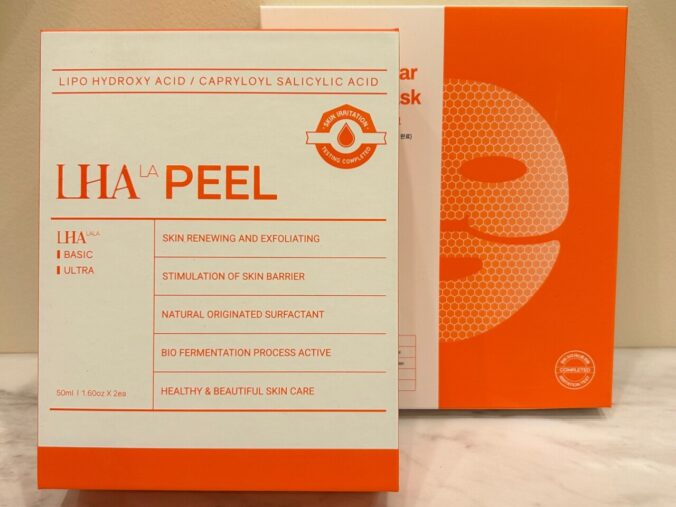 LIPO HYDROXY ACID / CAPRYLOYL SALICYLIC ACID
SKIN IRRITATION
TESTING COMPLETED
LHA LA PEEL
LHA LALA
BASIC
ULTRA
SKIN RENEWING AND EXFOLIATING
STIMULATION OF SKIN BARRIER
NATURAL ORIGINATED SURFACTANT
BIO FERMENTATION PROCESS ACTIVE
HEALTHY & BEAUTIFUL SKIN CARE
50ml I 1.60oz X 2ea
ar
sk
COMPLETED